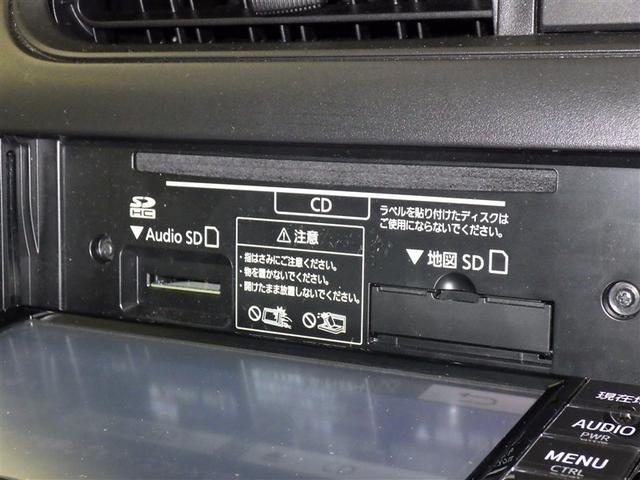 CD
ラベルを貼り付けたディスクは
ご使用にならないでください。
SD
HC
▼Audio SD
⚠注意
・指はさみにご注意ください。
・物を置かないでください。
・開けたまま放置しないでください。
▼地図 SD
現在地
AUDIO
PWR
MENU
CTRL